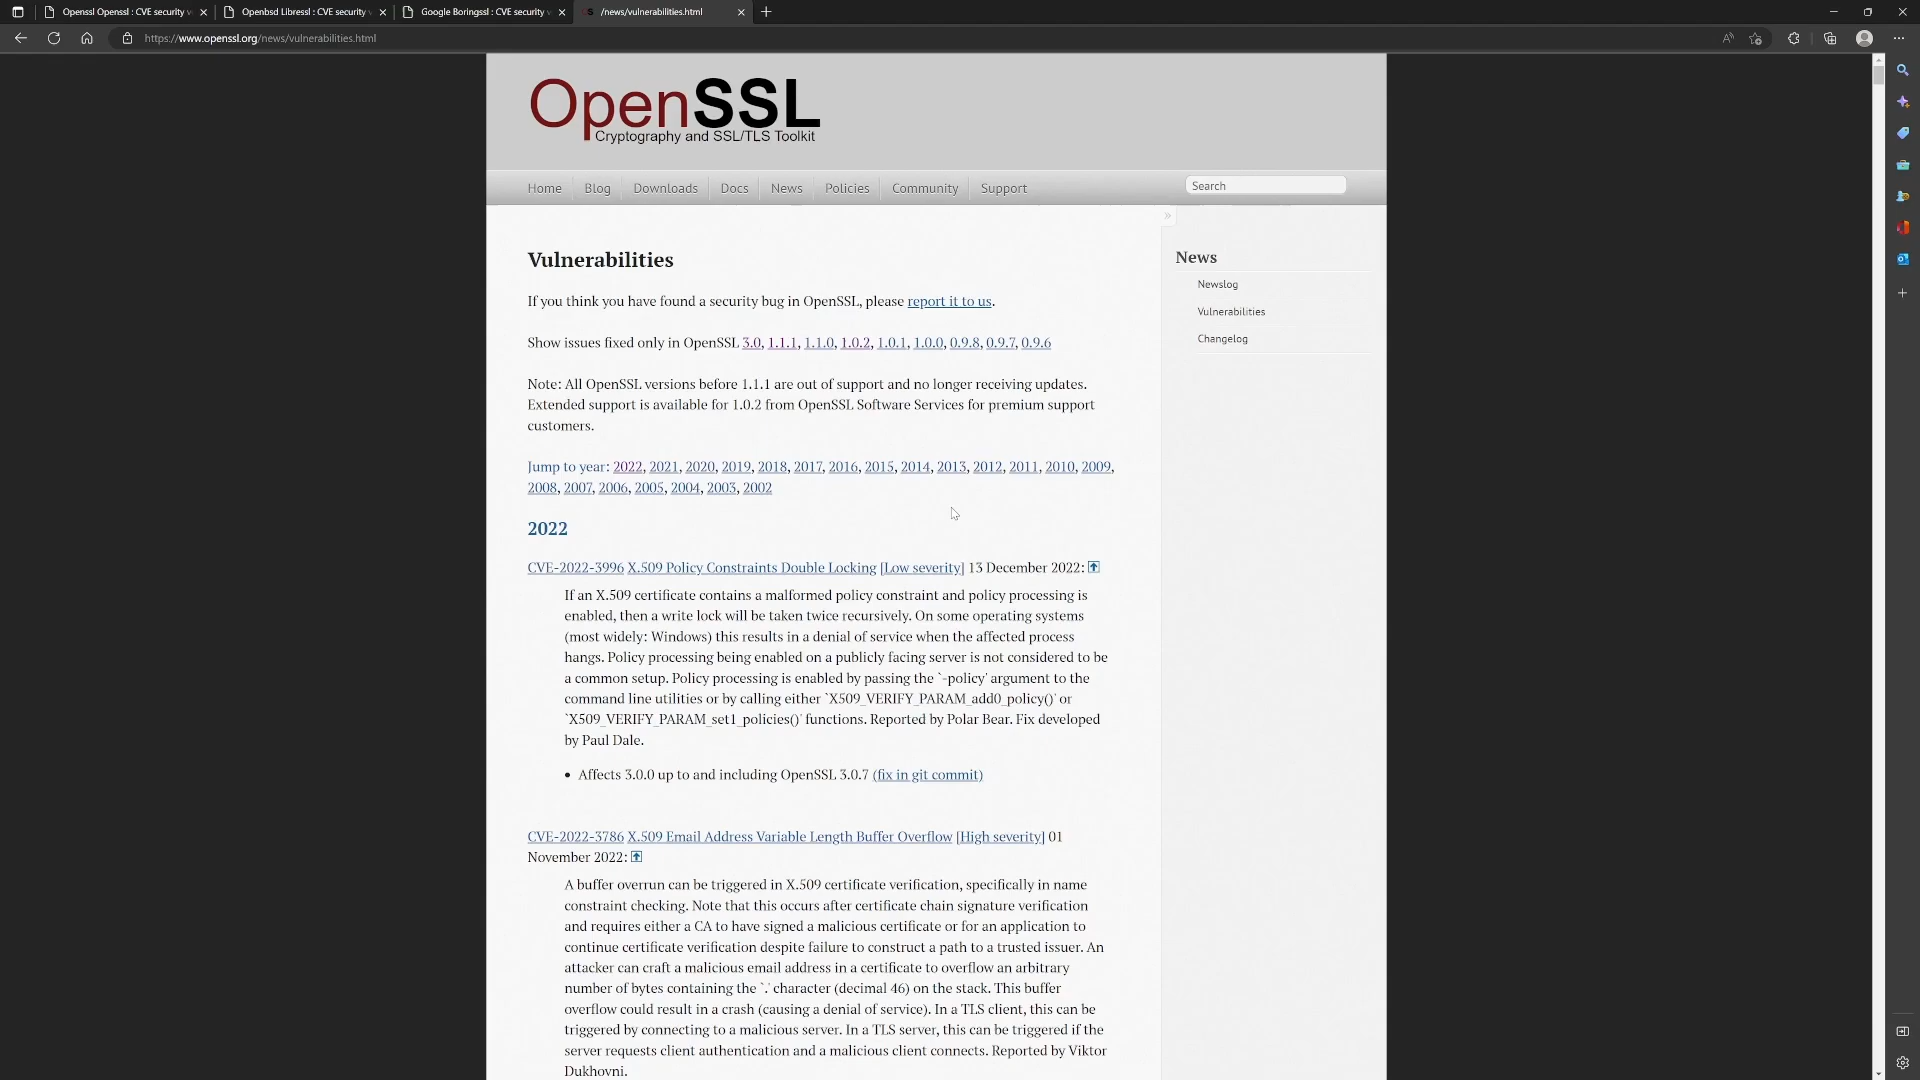 Openssl Openssl : CVE security v
Openbsd Libressl : CVE security v
Google Boringssl : CVE security v
/news/vulnerabilities.html
https://www.openssl.org/news/vulnerabilities.html
OpenSSL
Cryptography and SSL/TLS Toolkit
Home Blog Downloads Docs News Policies Community Support
Search
»
Vulnerabilities
If you think you have found a security bug in OpenSSL, please report it to us.
Show issues fixed only in OpenSSL 3.0, 1.1.1, 1.1.0, 1.0.2, 1.0.1, 1.0.0, 0.9.8, 0.9.7, 0.9.6
Note: All OpenSSL versions before 1.1.1 are out of support and no longer receiving updates.
Extended support is available for 1.0.2 from OpenSSL Software Services for premium support
customers.
Jump to year: 2022, 2021, 2020, 2019, 2018, 2017, 2016, 2015, 2014, 2013, 2012, 2011, 2010, 2009,
2008, 2007, 2006, 2005, 2004, 2003, 2002
2022
CVE-2022-3996 X.509 Policy Constraints Double Locking [Low severity] 13 December 2022:
If an X.509 certificate contains a malformed policy constraint and policy processing is
enabled, then a write lock will be taken twice recursively. On some operating systems
(most widely: Windows) this results in a denial of service when the affected process
hangs. Policy processing being enabled on a publicly facing server is not considered to be
a common setup. Policy processing is enabled by passing the `-policy' argument to the
command line utilities or by calling either `X509_VERIFY_PARAM_add0_policy()' or
`X509_VERIFY_PARAM_set1_policies()' functions. Reported by Polar Bear. Fix developed
by Paul Dale.
• Affects 3.0.0 up to and including OpenSSL 3.0.7 (fix in git commit)
CVE-2022-3786 X.509 Email Address Variable Length Buffer Overflow [High severity] 01
November 2022:
A buffer overrun can be triggered in X.509 certificate verification, specifically in name
constraint checking. Note that this occurs after certificate chain signature verification
and requires either a CA to have signed a malicious certificate or for an application to
continue certificate verification despite failure to construct a path to a trusted issuer. An
attacker can craft a malicious email address in a certificate to overflow an arbitrary
number of bytes containing the `.' character (decimal 46) on the stack. This buffer
overflow could result in a crash (causing a denial of service). In a TLS client, this can be
triggered by connecting to a malicious server. In a TLS server, this can be triggered if the
server requests client authentication and a malicious client connects. Reported by Viktor
Dukhovni.
News
Newslog
Vulnerabilities
Changelog